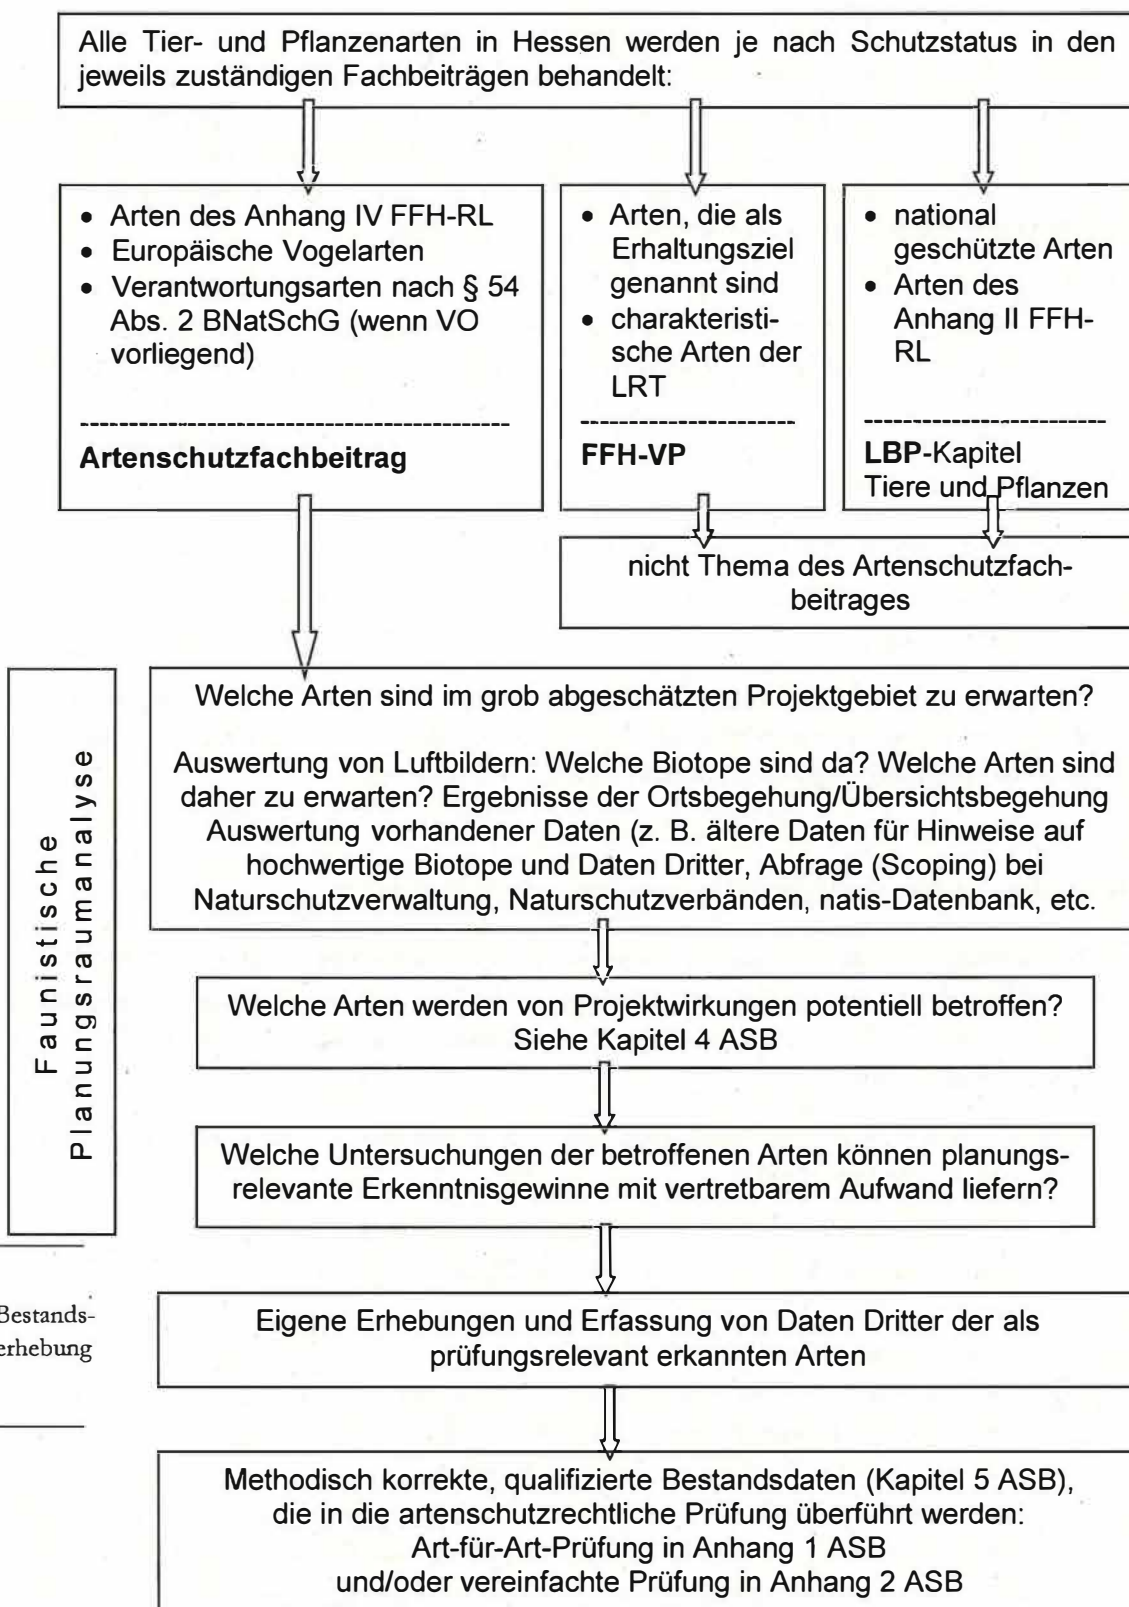 Alle Tier- und Pflanzenarten in Hessen werden je nach Schutzstatus in den
jeweils zuständigen Fachbeiträgen behandelt:
• Arten des Anhang IV FFH-RL
• Europäische Vogelarten
• Verantwortungsarten nach § 54
Abs. 2 BNatSchG (wenn VO
vorliegend)
Artenschutzfachbeitrag
• Arten, die als
Erhaltungsziel
genannt sind
• charakteristi-
sche Arten der
LRT
FFH-VP
• national
geschützte Arten
• Arten des
Anhang II FFH-
RL
LBP-Kapitel
Tiere und Pflanzen
nicht Thema des Artenschutzfach-
beitrages
Faunistische
Planungsraumanalyse
Welche Arten sind im grob abgeschätzten Projektgebiet zu erwarten?
Auswertung von Luftbildern: Welche Biotope sind da? Welche Arten sind
daher zu erwarten? Ergebnisse der Ortsbegehung/Übersichtsbegehung
Auswertung vorhandener Daten (z. B. ältere Daten für Hinweise auf
hochwertige Biotope und Daten Dritter, Abfrage (Scoping) bei
Naturschutzverwaltung, Naturschutzverbänden, natis-Datenbank, etc.
Welche Arten werden von Projektwirkungen potentiell betroffen?
Siehe Kapitel 4 ASB
Welche Untersuchungen der betroffenen Arten können planungs-
relevante Erkenntnisgewinne mit vertretbarem Aufwand liefern?
Bestands-
erhebung
Eigene Erhebungen und Erfassung von Daten Dritter der als
prüfungsrelevant erkannten Arten
Methodisch korrekte, qualifizierte Bestandsdaten (Kapitel 5 ASB),
die in die artenschutzrechtliche Prüfung überführt werden:
Art-für-Art-Prüfung in Anhang 1 ASB
und/oder vereinfachte Prüfung in Anhang 2 ASB